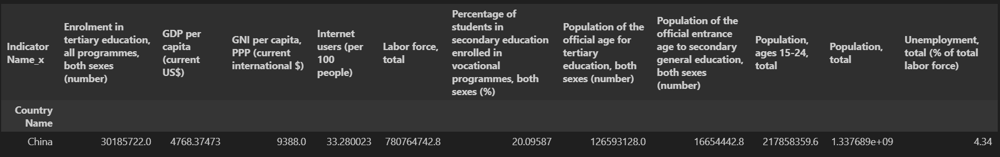 Indicator Name_x
Enrolment in tertiary education, all programmes, both sexes (number)
GDP per capita (current US$)
GNI per capita, PPP (current international $)
Internet users (per 100 people)
Labor force, total
Percentage of students in secondary education enrolled in vocational programmes, both sexes (%)
Population of the official age for tertiary education, both sexes (number)
Population of the official entrance age to secondary general education, both sexes (number)
Population, ages 15-24, total
Population, total
Unemployment, total (% of total labor force)
Country Name
China 30185722.0 4768.37473 9388.0 33.280023 780764742.8 20.09587 126593128.0 16654442.8 217858359.6 1.337689e+09 4.34